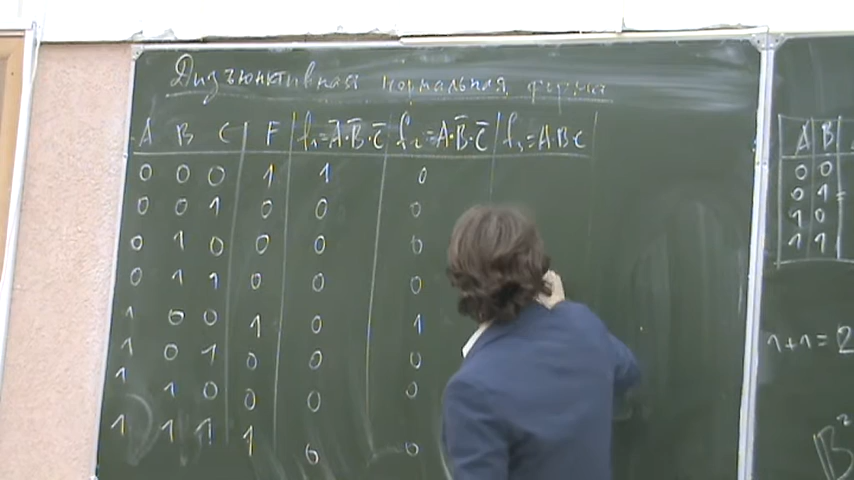 Дизъюнктивная нормальная форма
A B C F f₁=A̅·B̅·C̅ f₂=A·B̅·C̅ f₃=A·B·C
0 0 0 1 1 0
0 0 1 0 0 0
0 1 0 0 0 0
0 1 1 0 0 0
1 0 0 1 0 1
1 0 1 0 0 0
1 1 0 0 0 0
1 1 1 1 0 0
A B
0 0
0 1
1 0
1 1
1+1=2
B²